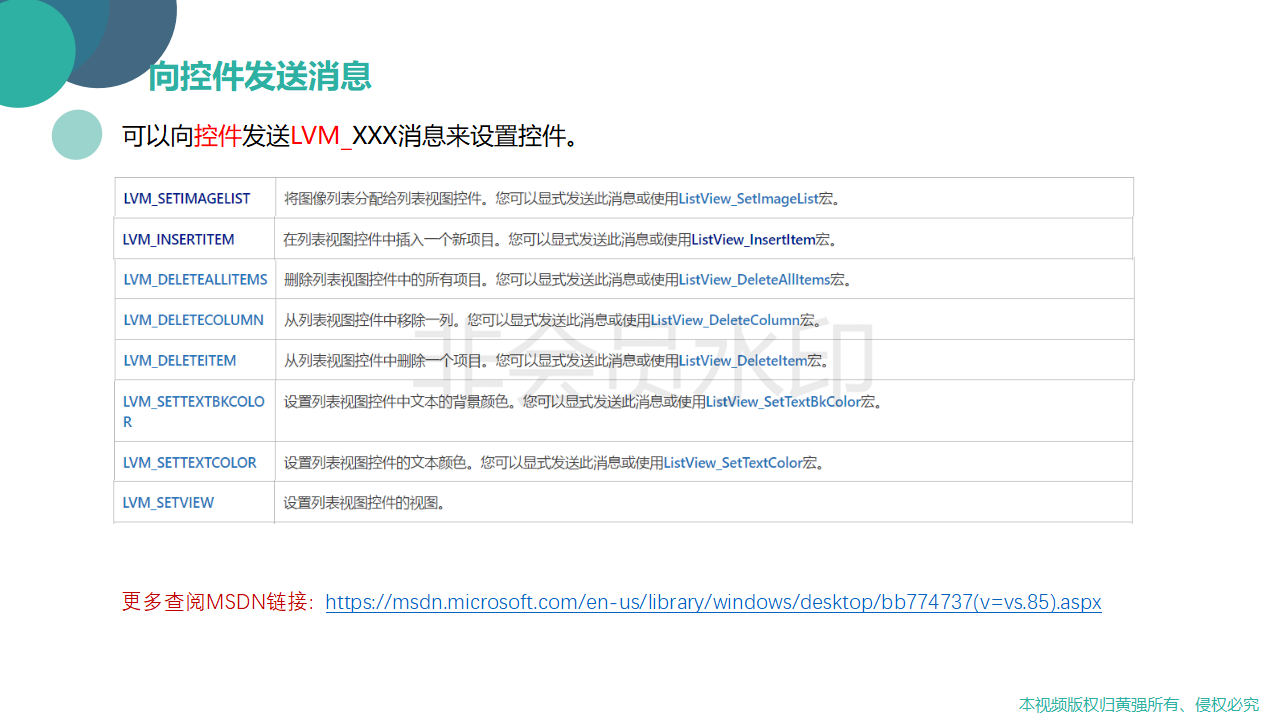 向控件发送消息
可以向控件发送LVM_XXX消息来设置控件。
LVM_SETIMAGELIST 将图像列表分配给列表视图控件。您可以显式发送此消息或使用ListView_SetImageList宏。
LVM_INSERTITEM 在列表视图控件中插入一个新项目。您可以显式发送此消息或使用ListView_InsertItem宏。
LVM_DELETEALLITEMS 删除列表视图控件中的所有项目。您可以显式发送此消息或使用ListView_DeleteAllItems宏。
LVM_DELETECOLUMN 从列表视图控件中移除一列。您可以显式发送此消息或使用ListView_DeleteColumn宏。
LVM_DELETEITEM 从列表视图控件中删除一个项目。您可以显式发送此消息或使用ListView_DeleteItem宏。
LVM_SETTEXTBKCOLO 设置列表视图控件中文本的背景颜色。您可以显式发送此消息或使用ListView_SetTextBkColor宏。
R
LVM_SETTEXTCOLOR 设置列表视图控件的文本颜色。您可以显式发送此消息或使用ListView_SetTextColor宏。
LVM_SETVIEW 设置列表视图控件的视图。
非会员水印
更多查阅MSDN链接：https://msdn.microsoft.com/en-us/library/windows/desktop/bb774737(v=vs.85).aspx
本视频版权归黄强所有、侵权必究